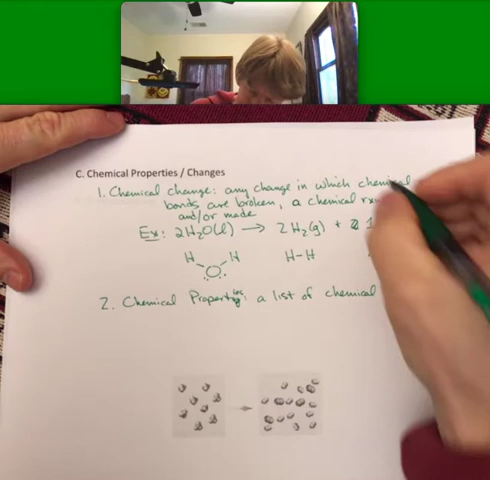 C. Chemical Properties / Changes
1. Chemical change: any change in which chemical
bonds are broken, a chemical rxn
and/or made
Ex: 2H₂O(l) → 2H₂(g) + 1
H H H-H
:O:
2. Chemical Properties: a list of chemical